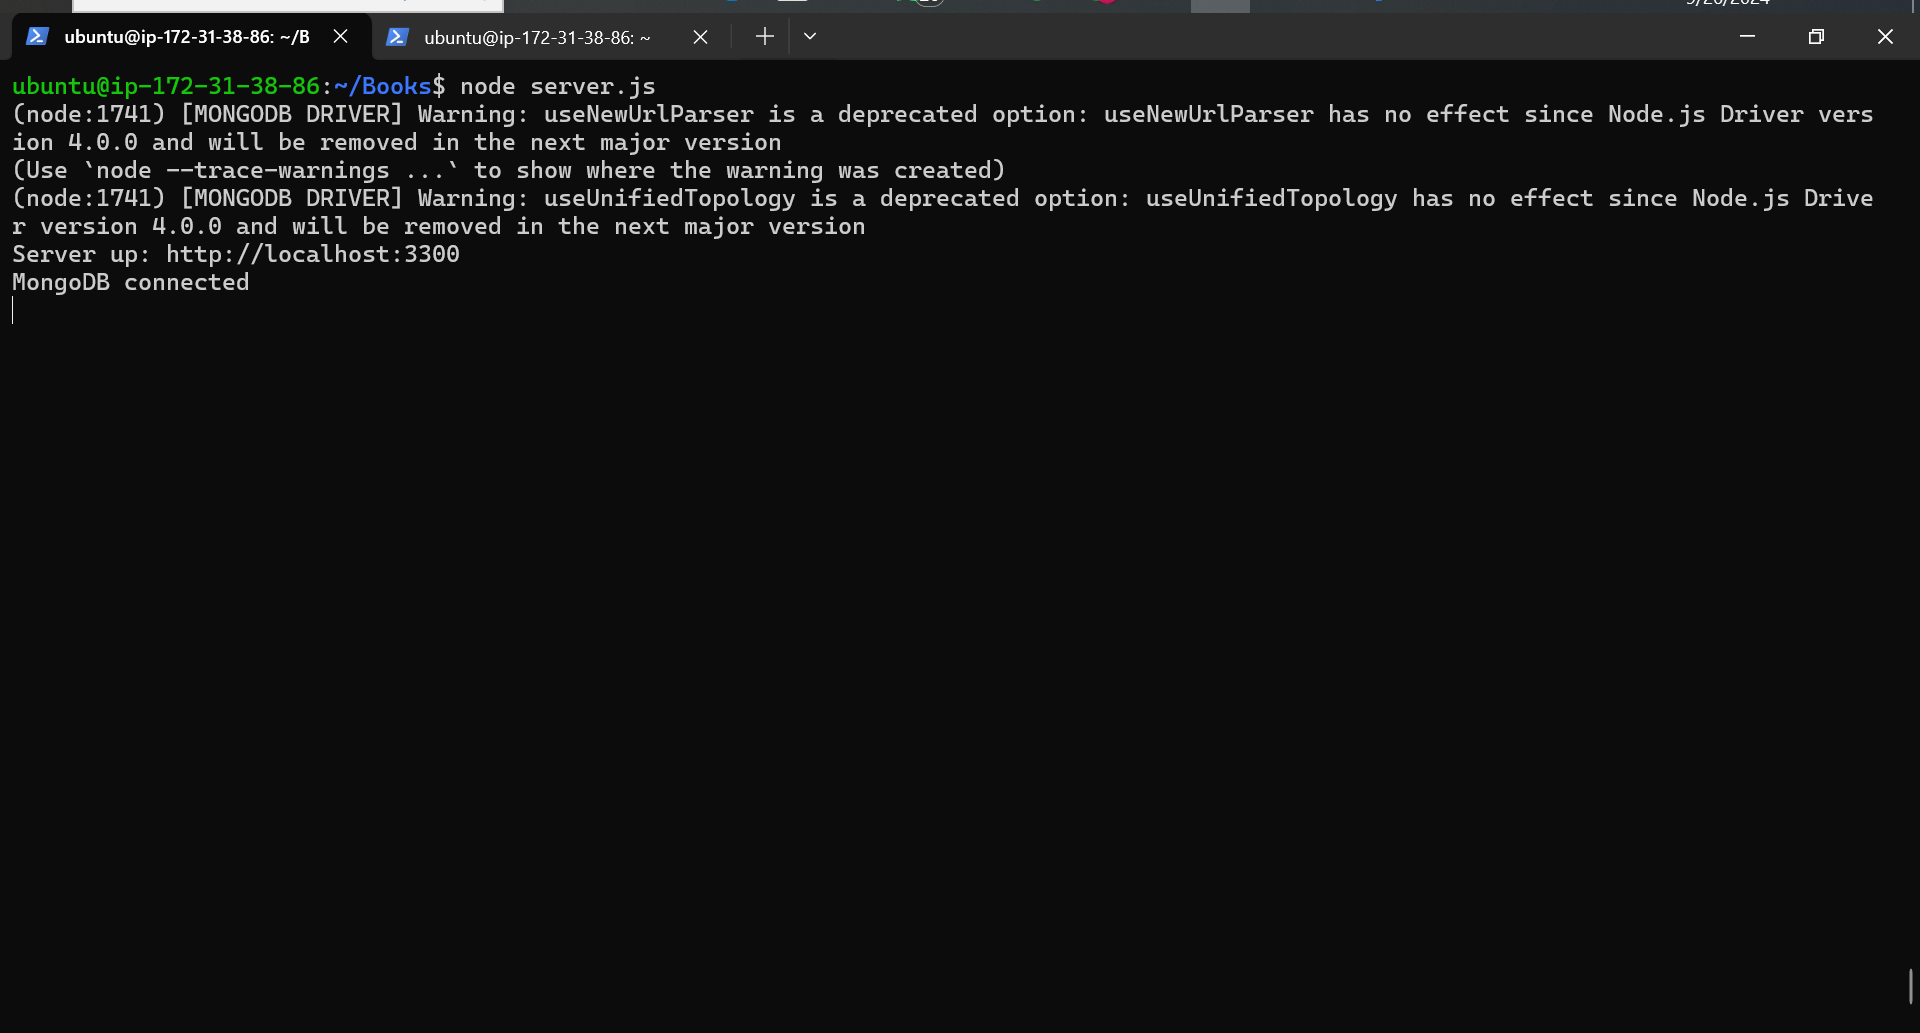 ubuntu@ip-172-31-38-86: ~/B
ubuntu@ip-172-31-38-86: ~
ubuntu@ip-172-31-38-86:~/Books$ node server.js
(node:1741) [MONGODB DRIVER] Warning: useNewUrlParser is a deprecated option: useNewUrlParser has no effect since Node.js Driver vers
ion 4.0.0 and will be removed in the next major version
(Use `node --trace-warnings ...` to show where the warning was created)
(node:1741) [MONGODB DRIVER] Warning: useUnifiedTopology is a deprecated option: useUnifiedTopology has no effect since Node.js Drive
r version 4.0.0 and will be removed in the next major version
Server up: http://localhost:3300
MongoDB connected